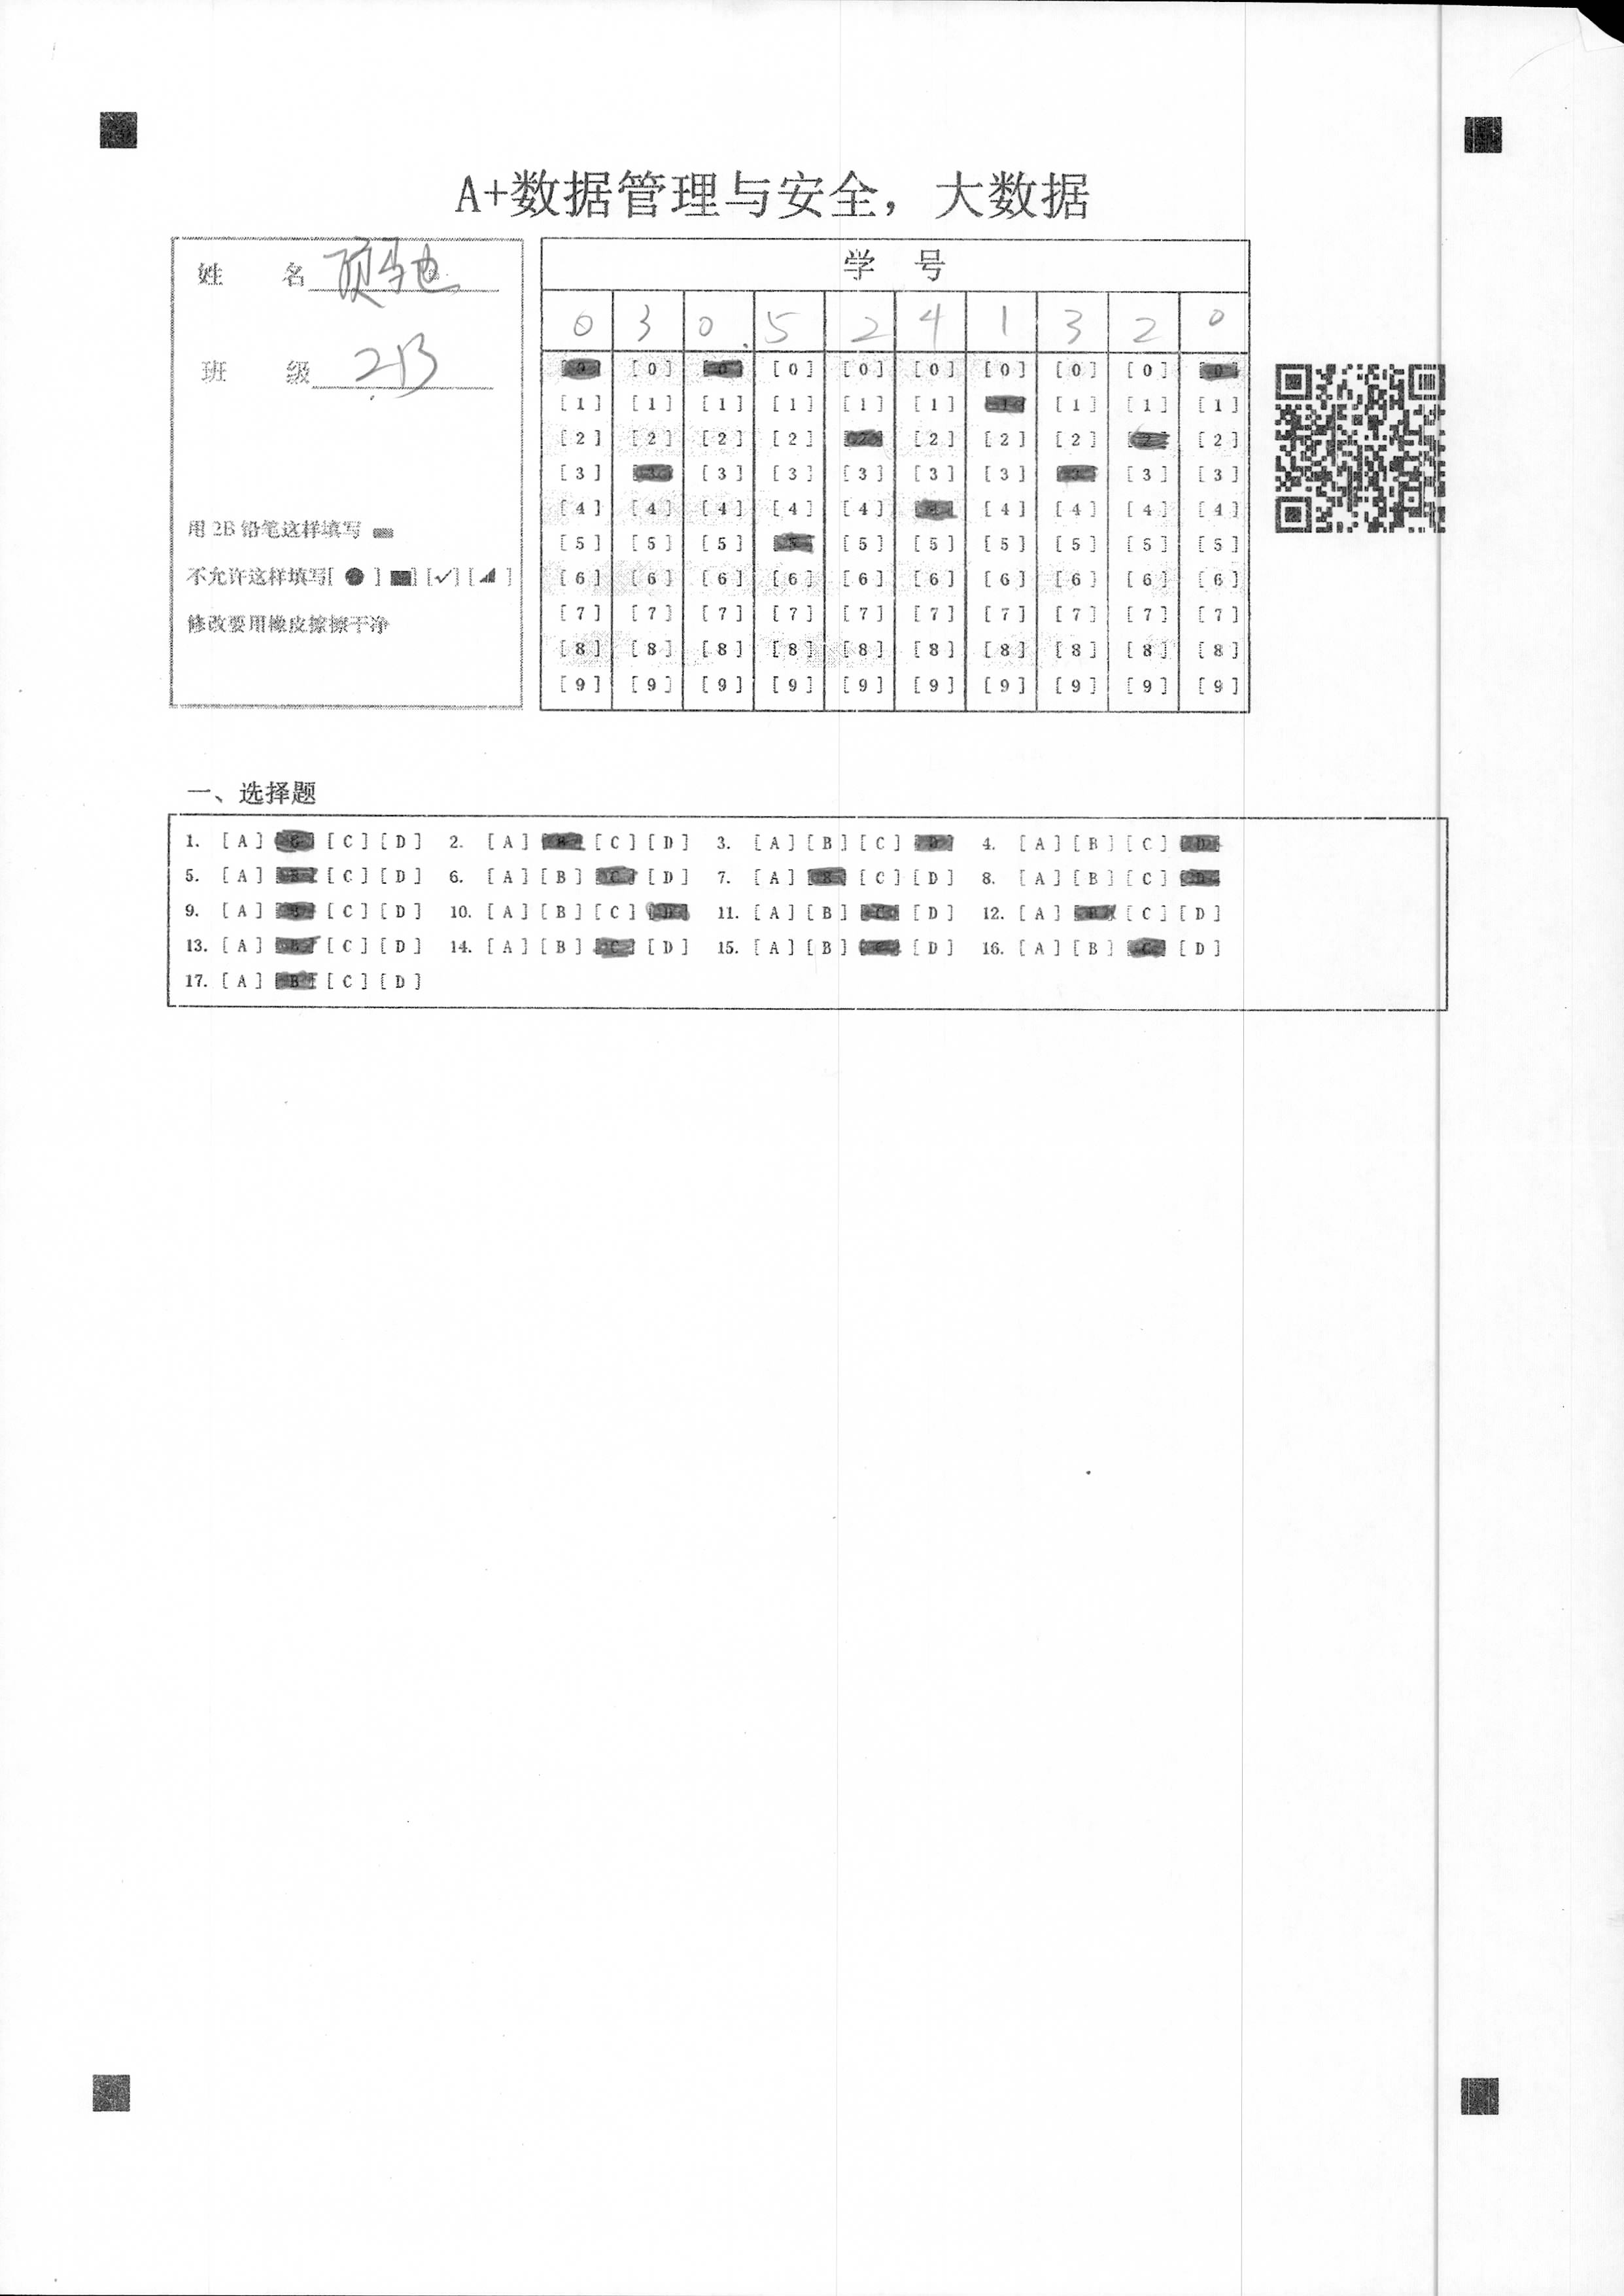 A+数据管理与安全，大数据
姓 名
班 级 213
用 2B 铅笔这样填写
不允许这样填写[ ● ] [■] [✓] [◢ ]
修改要用橡皮擦擦干净
学 号
0 3 0 5 2 4 1 3 2 0
[0] [0] [0] [0] [0] [0] [0] [0] [0] [0]
[1] [1] [1] [1] [1] [1] [1] [1] [1] [1]
[2] [2] [2] [2] [2] [2] [2] [2] [2] [2]
[3] [3] [3] [3] [3] [3] [3] [3] [3] [3]
[4] [4] [4] [4] [4] [4] [4] [4] [4] [4]
[5] [5] [5] [5] [5] [5] [5] [5] [5] [5]
[6] [6] [6] [6] [6] [6] [6] [6] [6] [6]
[7] [7] [7] [7] [7] [7] [7] [7] [7] [7]
[8] [8] [8] [8] [8] [8] [8] [8] [8] [8]
[9] [9] [9] [9] [9] [9] [9] [9] [9] [9]
一、选择题
1. [A] [B] [C] [D] 2. [A] [B] [C] [D] 3. [A] [B] [C] [D] 4. [A] [B] [C] [D]
5. [A] [B] [C] [D] 6. [A] [B] [C] [D] 7. [A] [B] [C] [D] 8. [A] [B] [C] [D]
9. [A] [B] [C] [D] 10. [A] [B] [C] [D] 11. [A] [B] [C] [D] 12. [A] [B] [C] [D]
13. [A] [B] [C] [D] 14. [A] [B] [C] [D] 15. [A] [B] [C] [D] 16. [A] [B] [C] [D]
17. [A] [B] [C] [D]